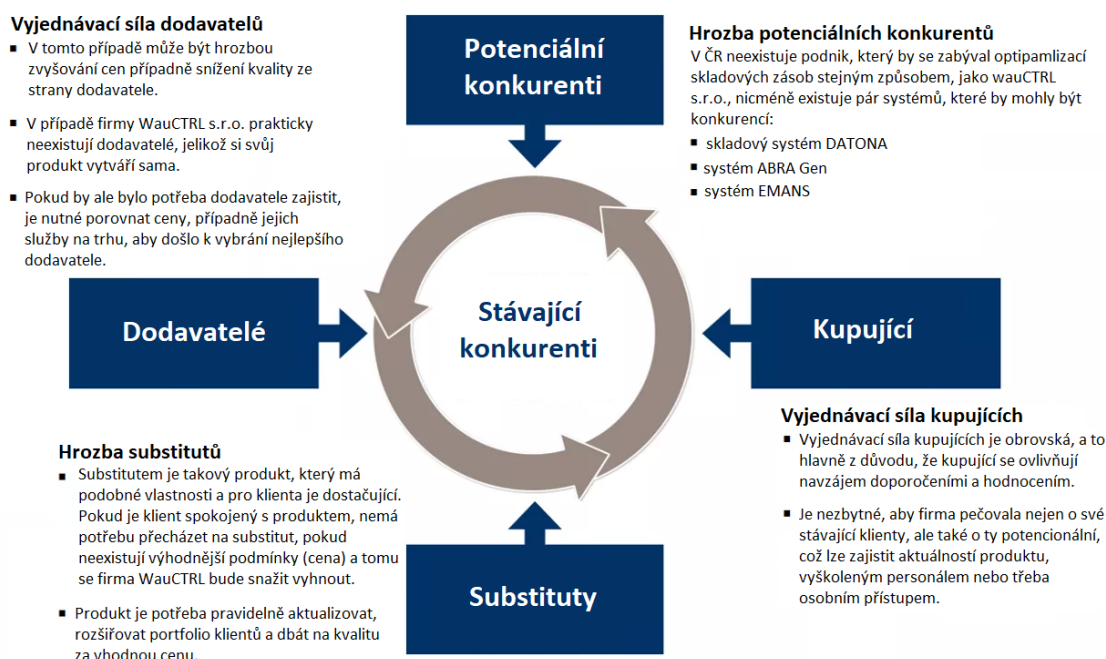 Vyjednávací síla dodavatelů
▪ V tomto případě může být hrozbou
zvyšování cen případně snížení kvality ze
strany dodavatele.
▪ V případě firmy WauCTRL s.r.o. prakticky
neexistují dodavatelé, jelikož si svůj
produkt vytváří sama.
▪ Pokud by ale bylo potřeba dodavatele zajistit,
je nutné porovnat ceny, případně jejich
služby na trhu, aby došlo k vybrání nejlepšího
dodavatele.
Potenciální
konkurenti
Hrozba potenciálních konkurentů
V ČR neexistuje podnik, který by se zabýval optipamlizací
skladových zásob stejným způsobem, jako wauCTRL
s.r.o., nicméně existuje pár systémů, které by mohly být
konkurencí:
▪ skladový systém DATONA
▪ systém ABRA Gen
▪ systém EMANS
Dodavatelé
Stávající
konkurenti
Kupující
Hrozba substitutů
▪ Substitutem je takový produkt, který má
podobné vlastnosti a pro klienta je dostačující.
Pokud je klient spokojený s produktem, nemá
potřebu přecházet na substitut, pokud
neexistují výhodnější podmínky (cena) a tomu
se firma WauCTRL bude snažit vyhnout.
▪ Produkt je potřeba pravidelně aktualizovat,
rozšiřovat portfolio klientů a dbát na kvalitu
za vhodnou cenu.
Substituty
Vyjednávací síla kupujících
▪ Vyjednávací síla kupujících je obrovská, a to
hlavně z důvodu, že kupující se ovlivňují
navzájem doporočeními a hodnocením.
▪ Je nezbytné, aby firma pečovala nejen o své
stávající klienty, ale také o ty potencionální,
což lze zajistit aktuálností produktu,
vyškoleným personálem nebo třeba
osobním přístupem.